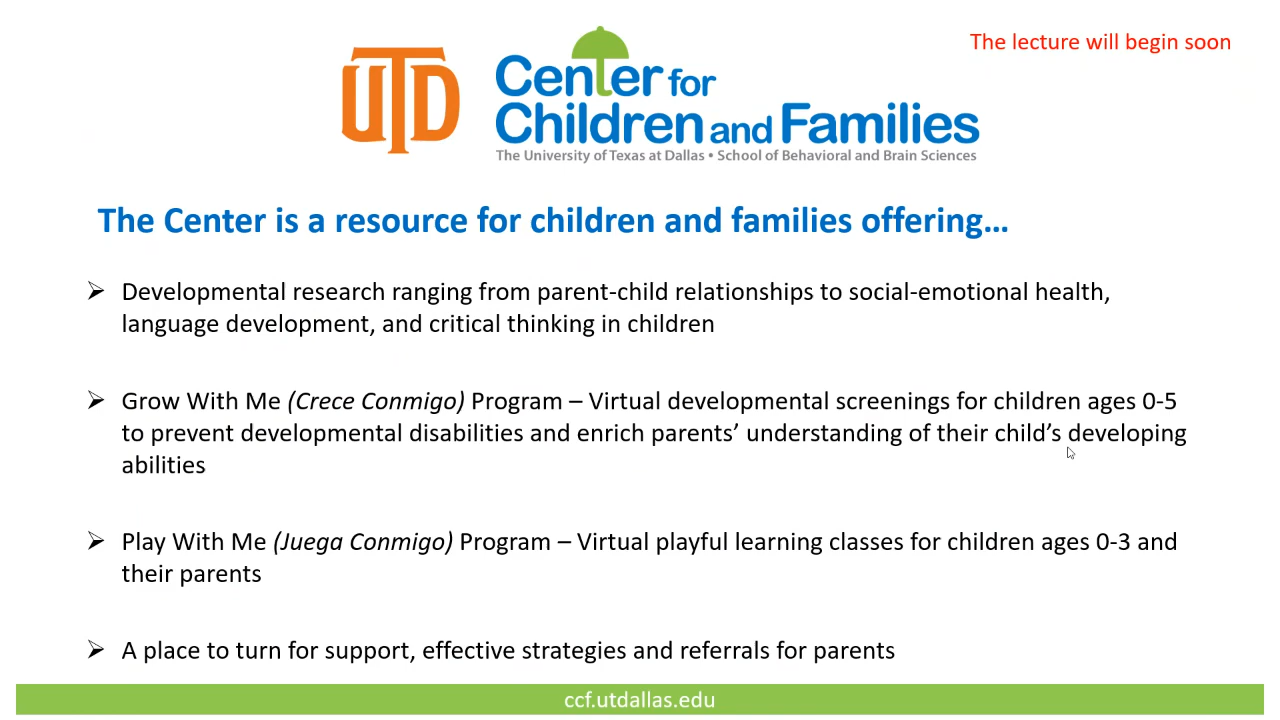 The lecture will begin soon
UTD
Center for
Children and Families
The University of Texas at Dallas • School of Behavioral and Brain Sciences
The Center is a resource for children and families offering…
➢ Developmental research ranging from parent-child relationships to social-emotional health,
language development, and critical thinking in children
➢ Grow With Me (Crece Conmigo) Program – Virtual developmental screenings for children ages 0-5
to prevent developmental disabilities and enrich parents’ understanding of their child’s developing
abilities
➢ Play With Me (Juega Conmigo) Program – Virtual playful learning classes for children ages 0-3 and
their parents
➢ A place to turn for support, effective strategies and referrals for parents
ccf.utdallas.edu